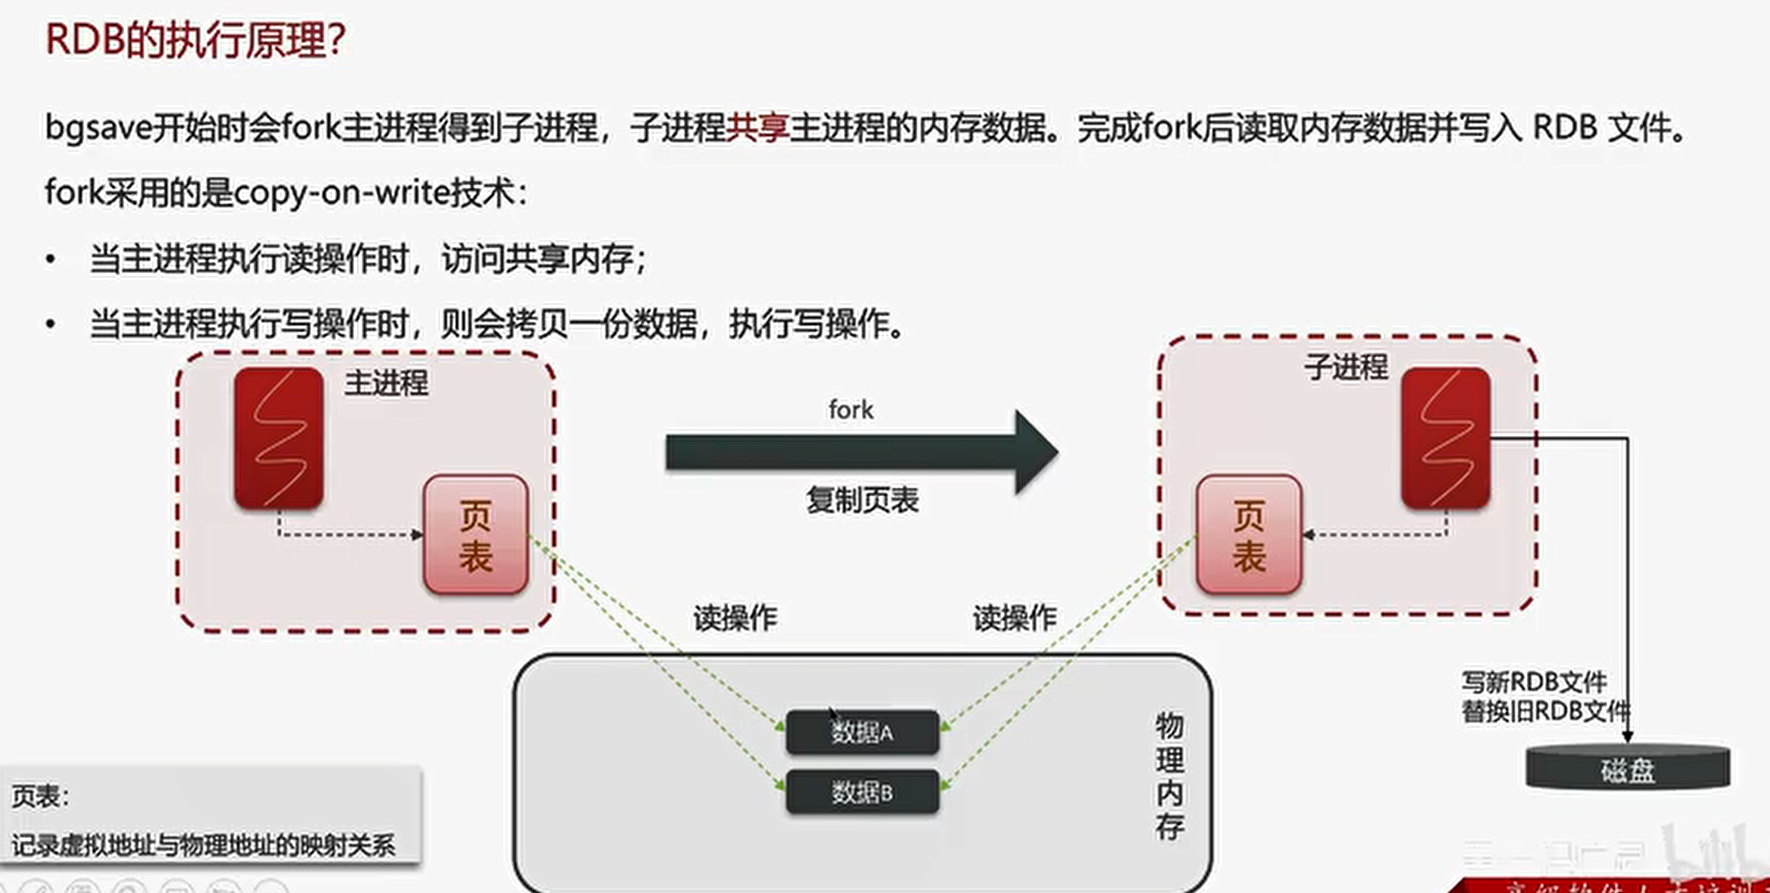 RDB的执行原理?
bgsave开始时会fork主进程得到子进程，子进程共享主进程的内存数据。完成fork后读取内存数据并写入 RDB 文件。
fork采用的是copy-on-write技术：
• 当主进程执行读操作时，访问共享内存；
• 当主进程执行写操作时，则会拷贝一份数据，执行写操作。
主进程
页
表
fork
复制页表
子进程
页
表
读操作
读操作
数据A
数据B
物
理
内
存
写新RDB文件
替换旧RDB文件
磁盘
页表：
记录虚拟地址与物理地址的映射关系
bilibili